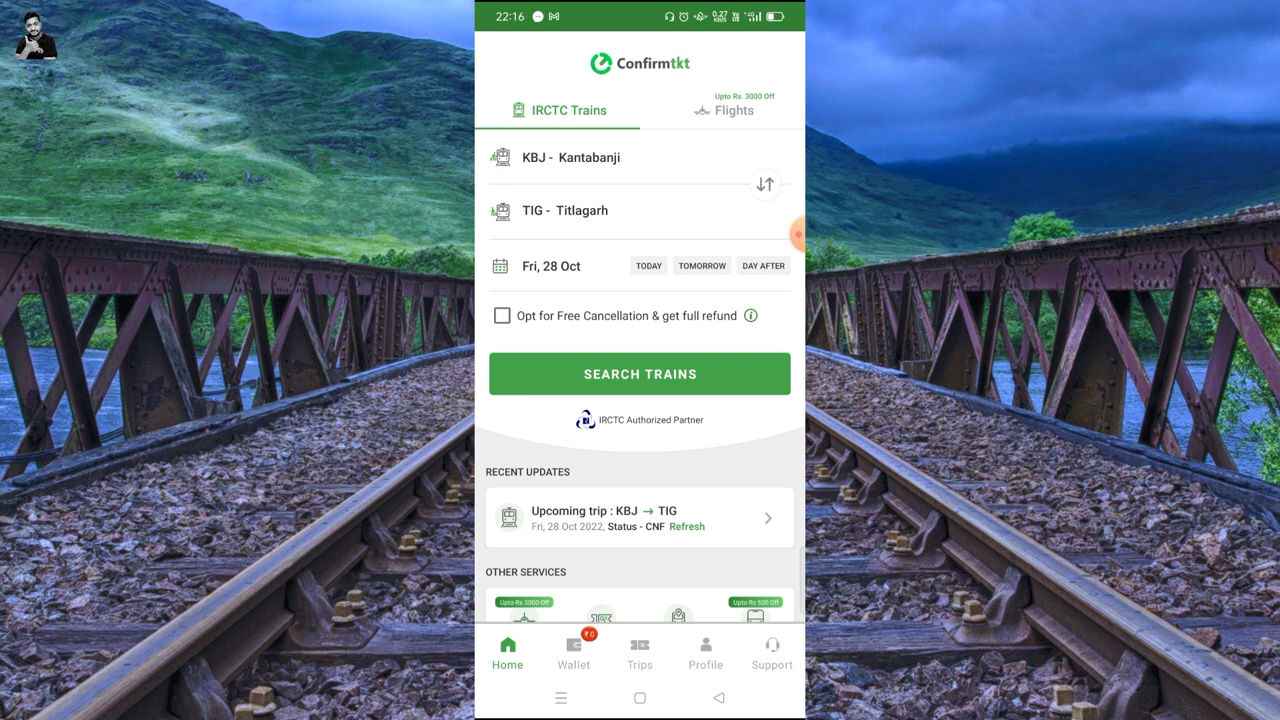 22:16
0.27 KB/S
Confirmtkt
Upto Rs. 3000 Off
IRCTC Trains
Flights
KBJ - Kantabanji
TIG - Titlagarh
Fri, 28 Oct
TODAY
TOMORROW
DAY AFTER
Opt for Free Cancellation & get full refund
SEARCH TRAINS
IRCTC Authorized Partner
RECENT UPDATES
Upcoming trip : KBJ → TIG
Fri, 28 Oct 2022, Status - CNF Refresh
OTHER SERVICES
Upto Rs 3000 Off
Upto Rs 500 Off
₹0
Home
Wallet
Trips
Profile
Support